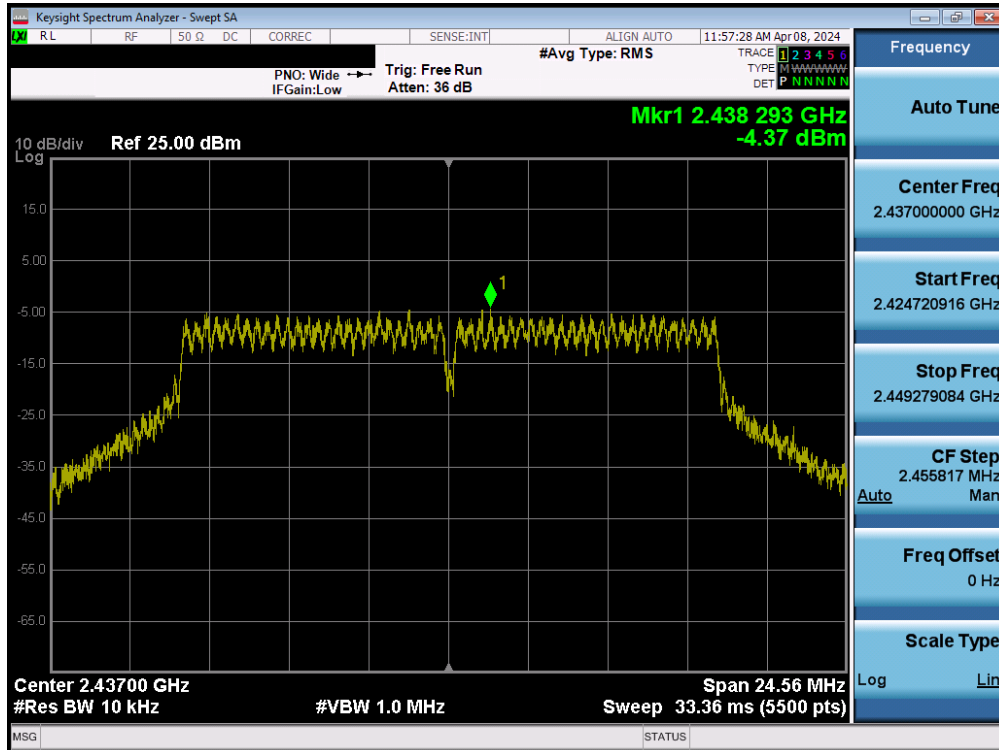 Keysight Spectrum Analyzer - Swept SA
LXI RL RF 50 Ω DC CORREC SENSE:INT ALIGN AUTO 11:57:28 AM Apr 08, 2024
Frequency
#Avg Type: RMS
TRACE 1 2 3 4 5 6
PNO: Wide Trig: Free Run
TYPE M WWWWW
IFGain:Low Atten: 36 dB
DET P N N N N N
Auto Tune
Mkr1 2.438 293 GHz
-4.37 dBm
10 dB/div Ref 25.00 dBm
Log
15.0
5.00
-5.00
-15.0
-25.0
-35.0
-45.0
-55.0
-65.0
1
Center Freq
2.437000000 GHz
Start Freq
2.424720916 GHz
Stop Freq
2.449279084 GHz
CF Step
2.455817 MHz
Auto Man
Freq Offset
0 Hz
Scale Type
Log Lin
Center 2.43700 GHz Span 24.56 MHz
#Res BW 10 kHz #VBW 1.0 MHz Sweep 33.36 ms (5500 pts)
MSG STATUS